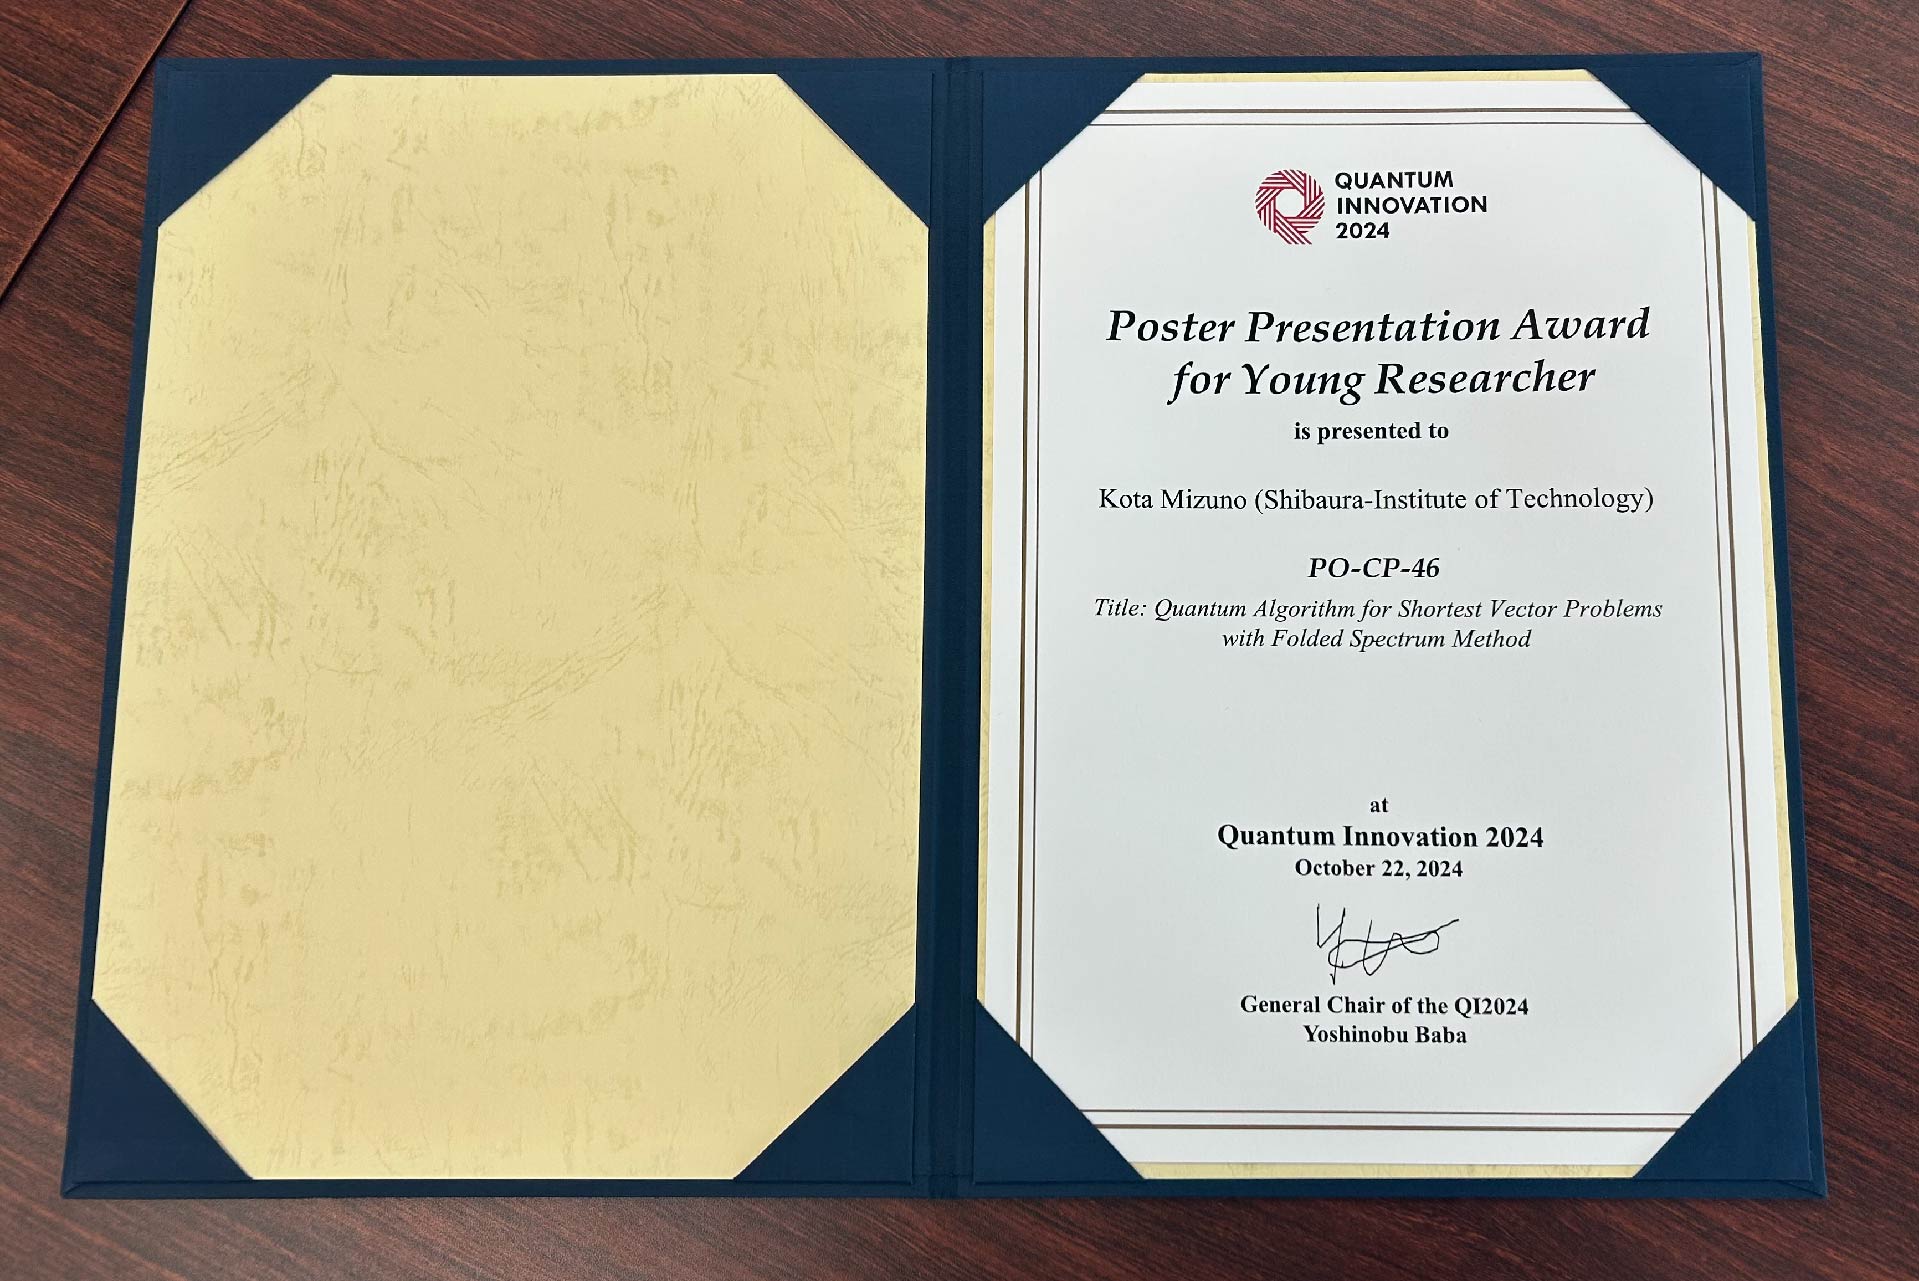 QUANTUM
INNOVATION
2024
Poster Presentation Award
for Young Researcher
is presented to
Kota Mizuno (Shibaura-Institute of Technology)
PO-CP-46
Title: Quantum Algorithm for Shortest Vector Problems
with Folded Spectrum Method
at
Quantum Innovation 2024
October 22, 2024
General Chair of the QI2024
Yoshinobu Baba